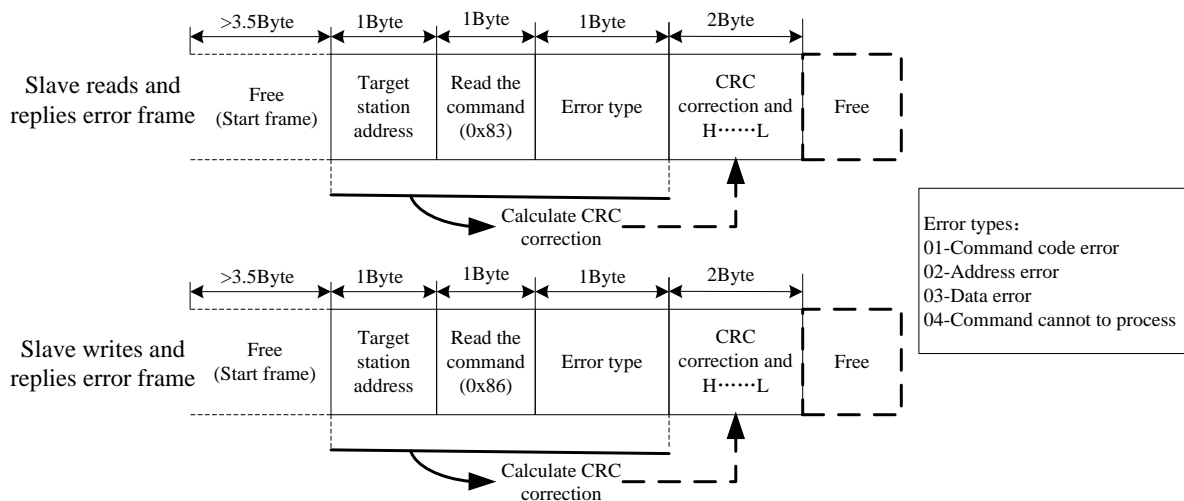 >3.5Byte
1Byte
1Byte
1Byte
2Byte
Slave reads and
replies error frame
Free
(Start frame)
Target
station
address
Read the
command
(0x83)
Error type
CRC
correction and
H······L
Free
Calculate CRC
correction
>3.5Byte
1Byte
1Byte
1Byte
2Byte
Slave writes and
replies error frame
Free
(Start frame)
Target
station
address
Read the
command
(0x86)
Error type
CRC
correction and
H······L
Free
Calculate CRC
correction
Error types：
01-Command code error
02-Address error
03-Data error
04-Command cannot to process